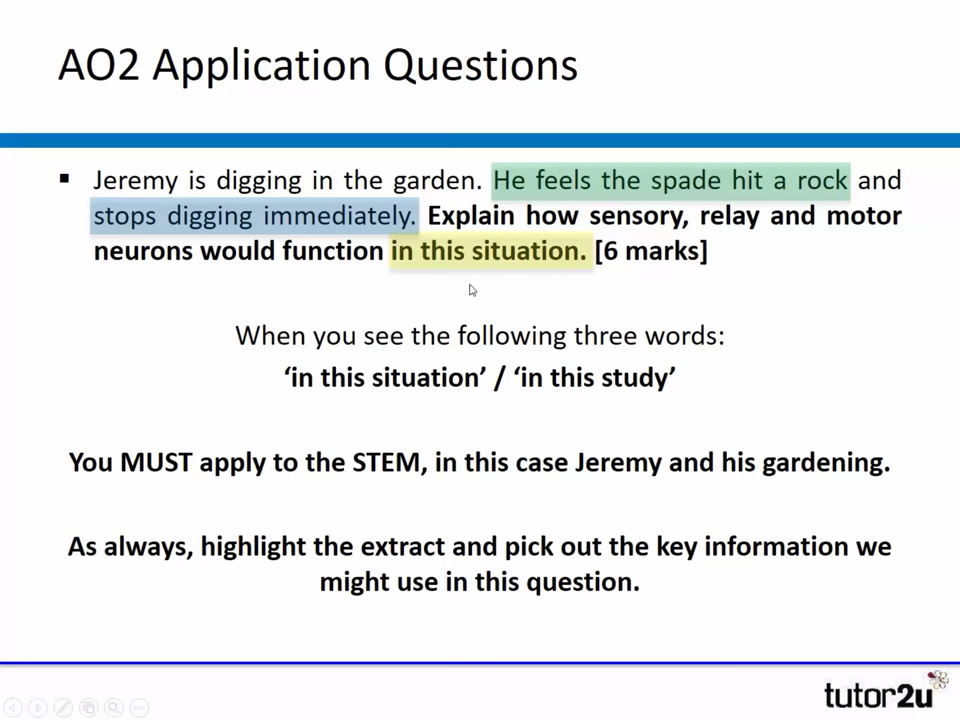 AO2 Application Questions
▪ Jeremy is digging in the garden. He feels the spade hit a rock and
stops digging immediately. Explain how sensory, relay and motor
neurons would function in this situation. [6 marks]
When you see the following three words:
‘in this situation’ / ‘in this study’
You MUST apply to the STEM, in this case Jeremy and his gardening.
As always, highlight the extract and pick out the key information we
might use in this question.
tutor2u